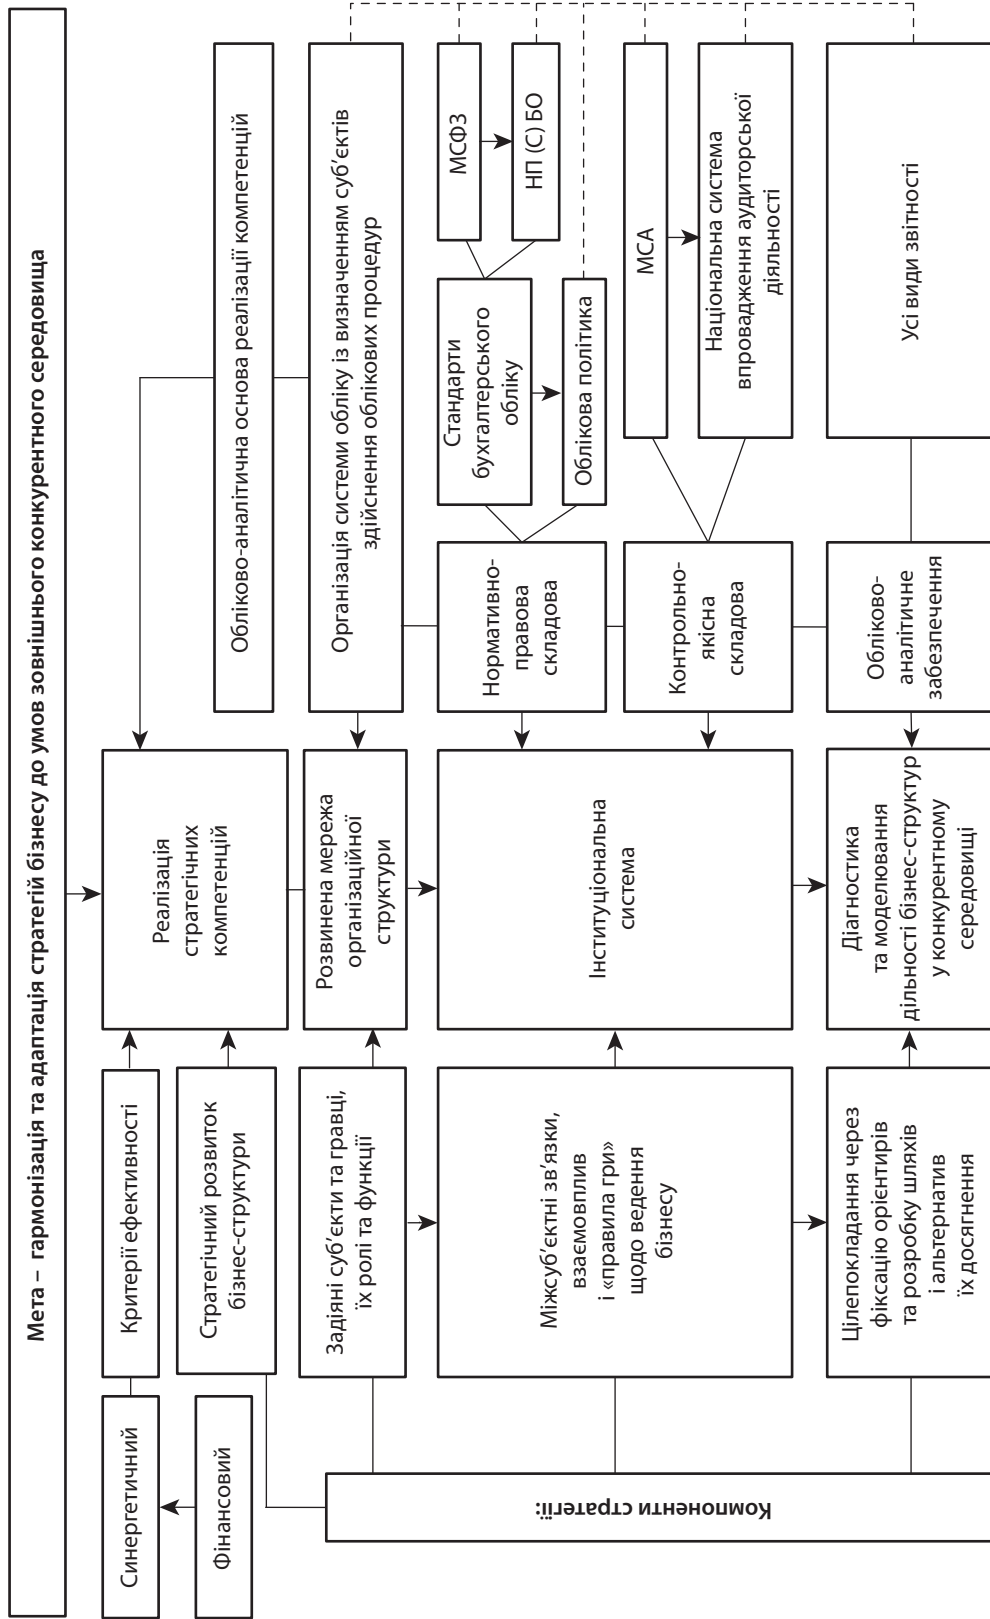 Мета – гармонізація та адаптація стратегій бізнесу до умов зовнішнього конкурентного середовища
Синергетичний
Фінансовий
Критерії ефективності
Стратегічний розвиток
бізнес-структури
Реалізація
стратегічних
компетенцій
Обліково-аналітична основа реалізації компетенцій
Компоненти стратегії:
Задіяні суб’єкти та гравці,
їх ролі та функції
Розвинена мережа
організаційної
структури
Організація системи обліку із визначенням суб’єктів
здійснення облікових процедур
Міжсуб’єктні зв’язки,
взаємовплив
і «правила гри»
щодо ведення
бізнесу
Інституціональна
система
Нормативно-
правова
складова
Стандарти
бухгалтерського
обліку
Облікова політика
МСФЗ
НП (С) БО
Контрольно-
якісна
складова
МСА
Національна система
впровадження аудиторської
діяльності
Цілепокладання через
фіксацію орієнтирів
та розробку шляхів
і альтернатив
їх досягнення
Діагностика
та моделювання
дільності бізнес-структур
у конкурентному
середовищі
Обліково-
аналітичне
забезпечення
Усі види звітності